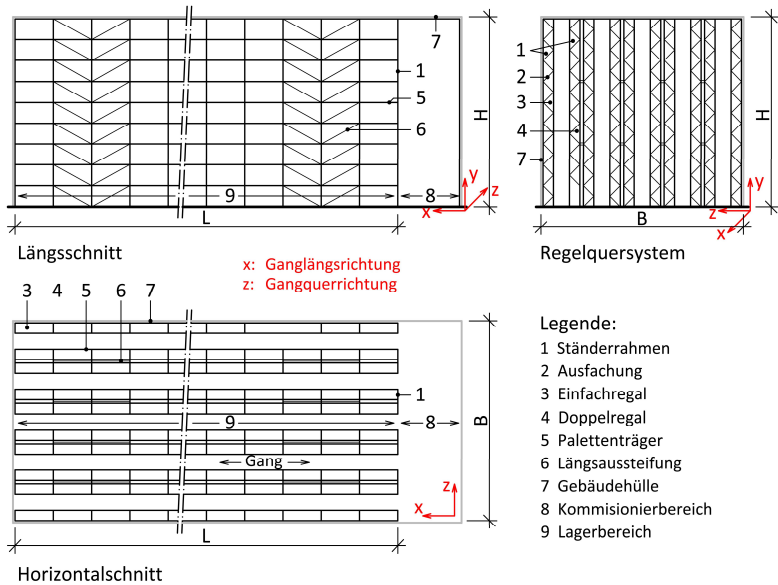 7
1
5
6
H
y
z
9
8
x
L
Längsschnitt
1
2
3
4
7
H
y
z
B
x
Regelquersystem
x: Ganglängsrichtung
z: Gangquerrichtung
3 4 5 6 7
1
9
8
B
Gang
z
x
L
Horizontalschnitt
Legende:
1 Ständerrahmen
2 Ausfachung
3 Einfachregal
4 Doppelregal
5 Palettenträger
6 Längsaussteifung
7 Gebäudehülle
8 Kommisionierbereich
9 Lagerbereich